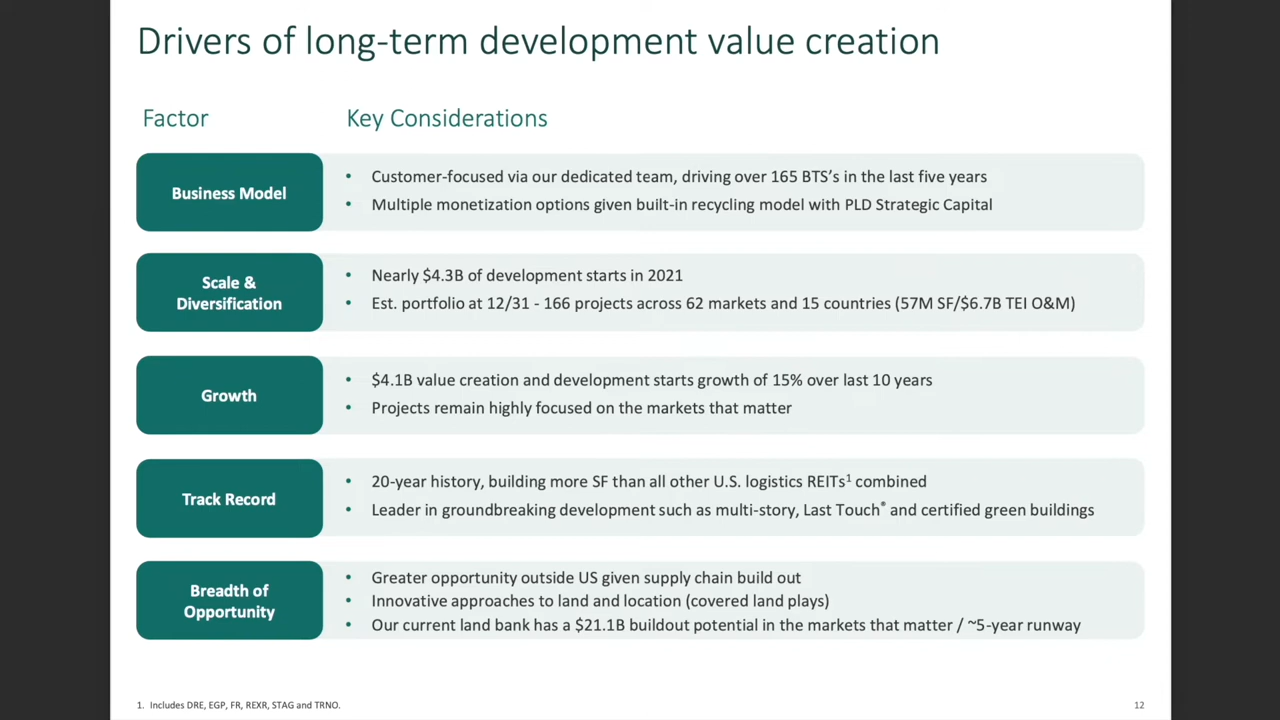 Drivers of long-term development value creation
Factor
Key Considerations
Business Model
• Customer-focused via our dedicated team, driving over 165 BTS’s in the last five years
• Multiple monetization options given built-in recycling model with PLD Strategic Capital
Scale &
Diversification
• Nearly $4.3B of development starts in 2021
• Est. portfolio at 12/31 - 166 projects across 62 markets and 15 countries (57M SF/$6.7B TEI O&M)
Growth
• $4.1B value creation and development starts growth of 15% over last 10 years
• Projects remain highly focused on the markets that matter
Track Record
• 20-year history, building more SF than all other U.S. logistics REITs¹ combined
• Leader in groundbreaking development such as multi-story, Last Touch® and certified green buildings
Breadth of
Opportunity
• Greater opportunity outside US given supply chain build out
• Innovative approaches to land and location (covered land plays)
• Our current land bank has a $21.1B buildout potential in the markets that matter / ~5-year runway
1. Includes DRE, EGP, FR, REXR, STAG and TRNO.
12